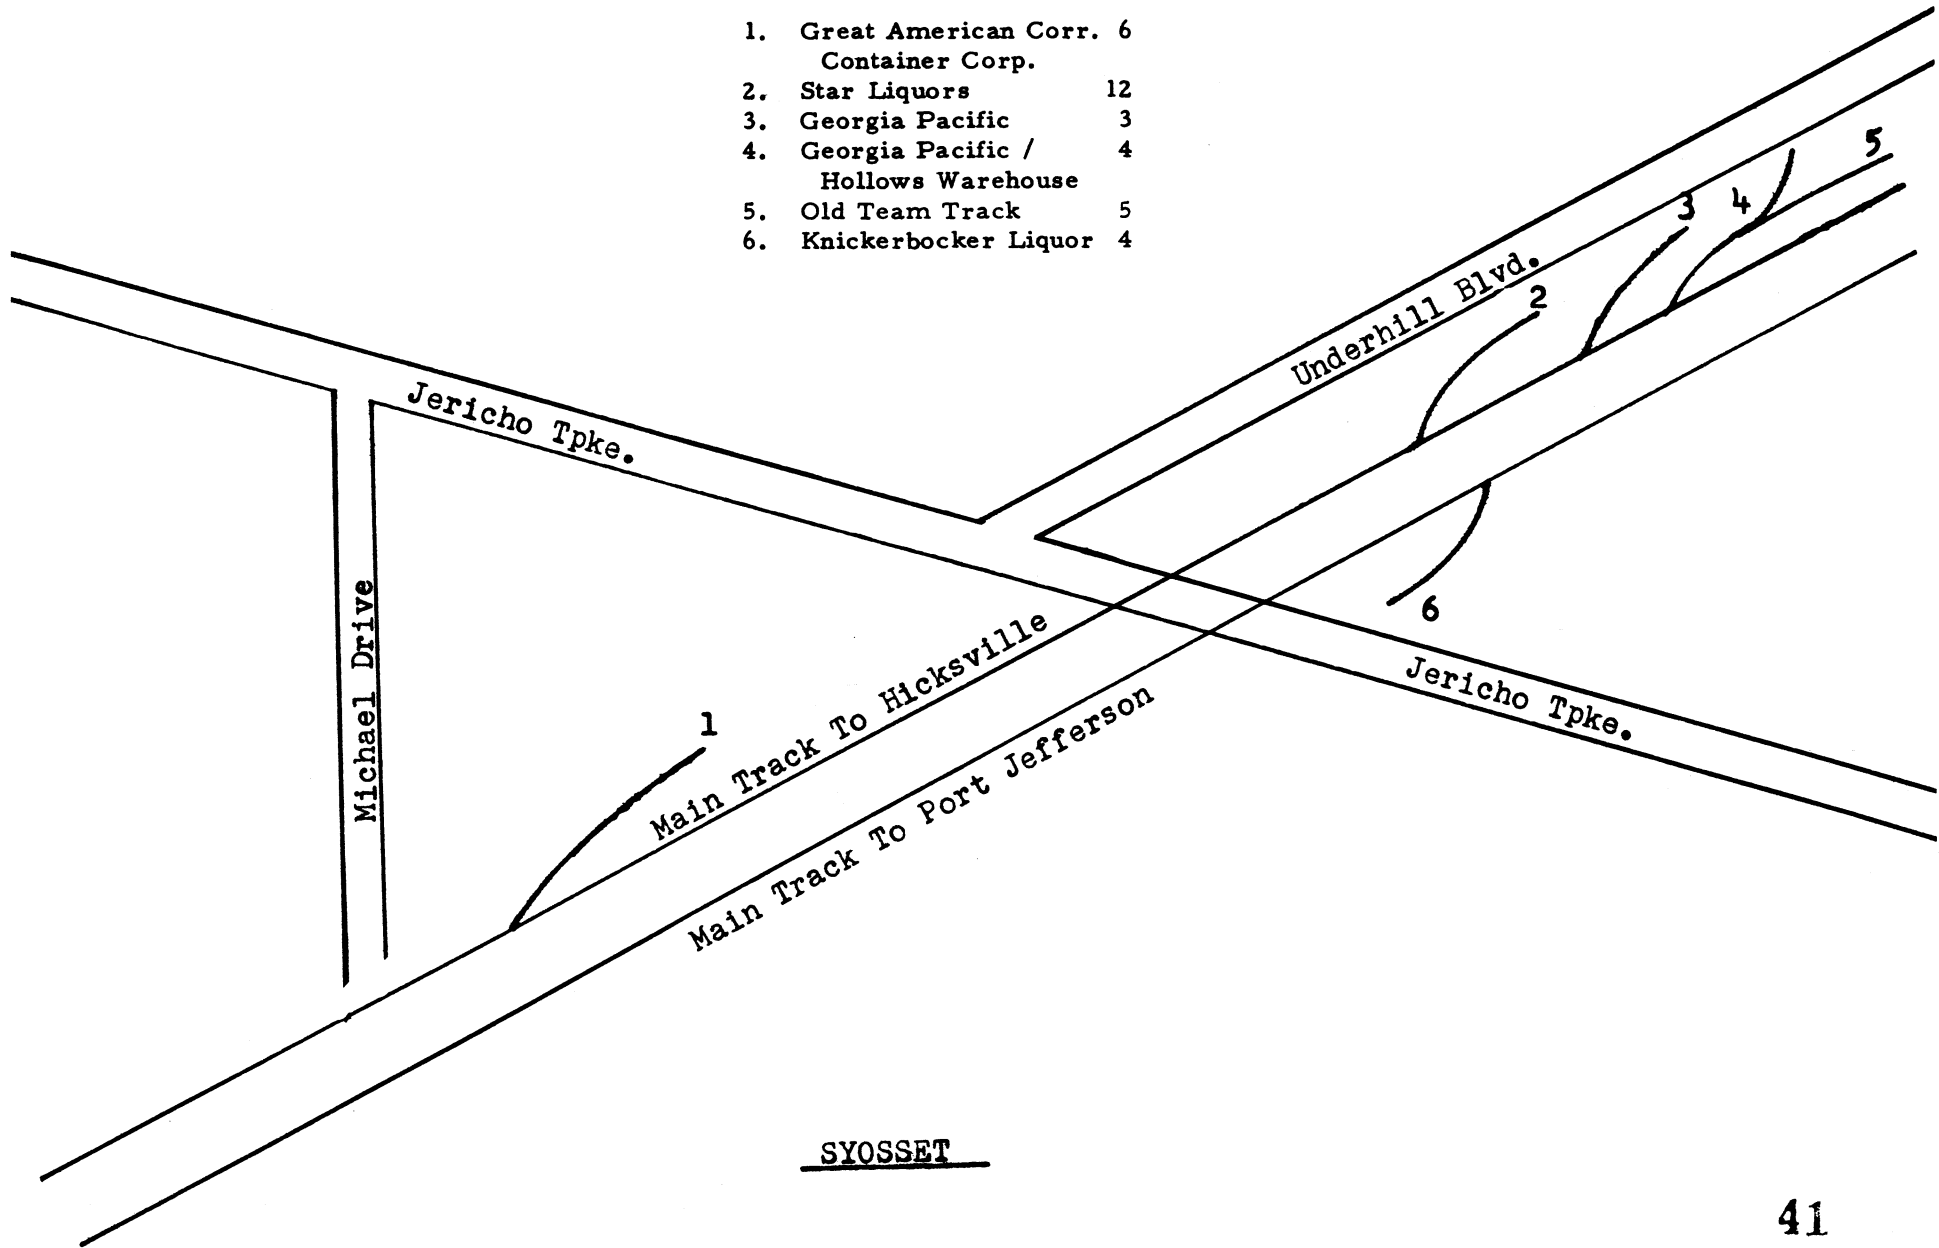 1. Great American Corr. 6
Container Corp.
2. Star Liquors 12
3. Georgia Pacific 3
4. Georgia Pacific / 4
Hollows Warehouse
5. Old Team Track 5
6. Knickerbocker Liquor 4
5
4
3
Underhill Blvd.
2
Jericho Tpke.
6
Michael Drive
Main Track To Hicksville
Jericho Tpke.
1
Main Track To Port Jefferson
SYOSSET
41